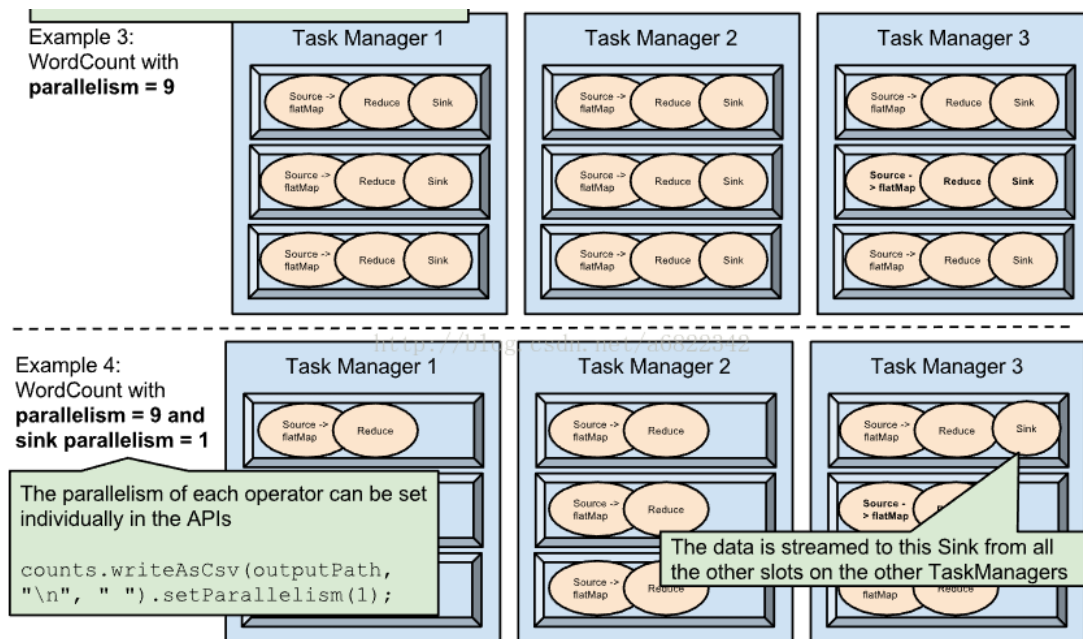 Example 3:
WordCount with
parallelism = 9
Task Manager 1
Source ->
flatMap
Reduce
Sink
Source ->
flatMap
Reduce
Sink
Source ->
flatMap
Reduce
Sink
Task Manager 2
Source ->
flatMap
Reduce
Sink
Source ->
flatMap
Reduce
Sink
Source ->
flatMap
Reduce
Sink
Task Manager 3
Source ->
flatMap
Reduce
Sink
Source -
> flatMap
Reduce
Sink
Source ->
flatMap
Reduce
Sink
http://blog.csdn.net/a6822342
Example 4:
WordCount with
parallelism = 9 and
sink parallelism = 1
The parallelism of each operator can be set
individually in the APIs
counts.writeAsCsv(outputPath,
"\n", " ").setParallelism(1);
Task Manager 1
Source ->
flatMap
Reduce
Task Manager 2
Source ->
flatMap
Reduce
Source ->
flatMap
Reduce
Source ->
flatMap
Reduce
Task Manager 3
Source ->
flatMap
Reduce
Sink
Source -
> flatMap
The data is streamed to this Sink from all
the other slots on the other TaskManagers